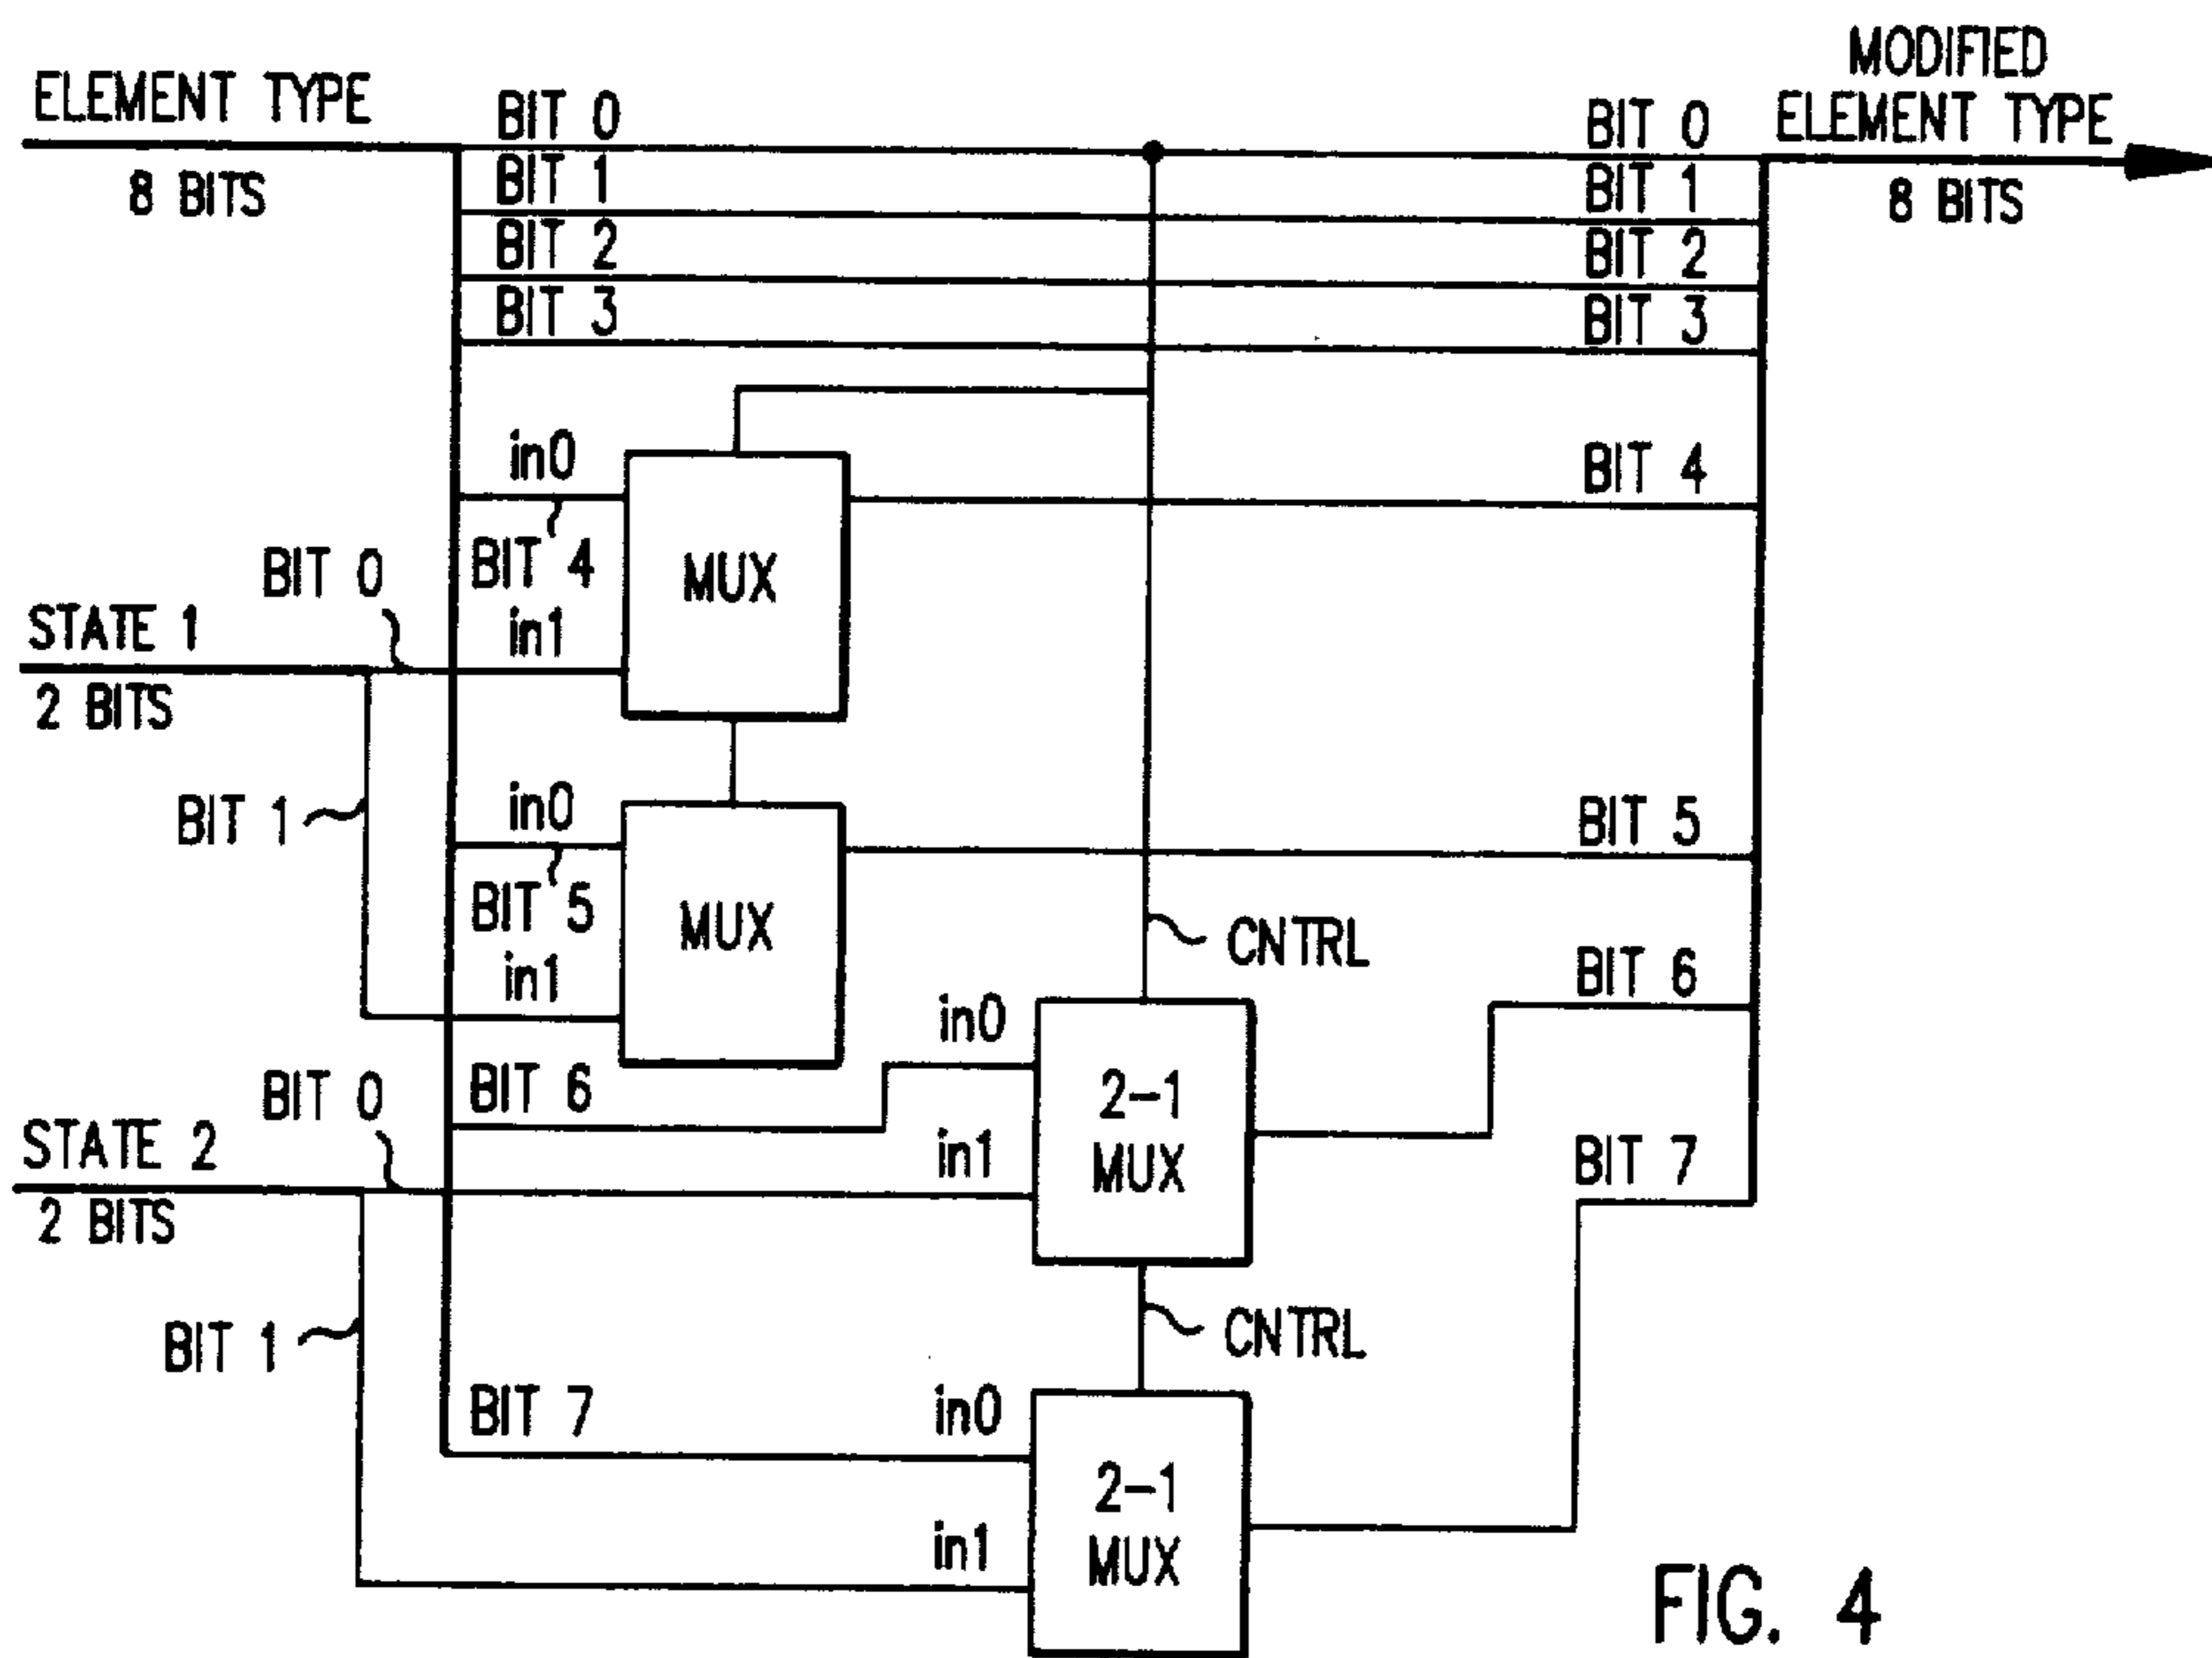 MODIFIED
ELEMENT TYPE
ELEMENT TYPE
8 BITS
8 BITS
BIT 0
BIT 0
BIT 1
BIT 1
BIT 2
BIT 2
BIT 3
BIT 3
in0
BIT 4
BIT 4
MUX
BIT 0
in1
STATE 1
2 BITS
in0
BIT 5
BIT 5
MUX
BIT 1
in1
CNTRL
in0
BIT 6
BIT 6
2-1
MUX
BIT 0
in1
STATE 2
2 BITS
BIT 7
CNTRL
BIT 1
BIT 7
in0
2-1
MUX
in1
FIG. 4